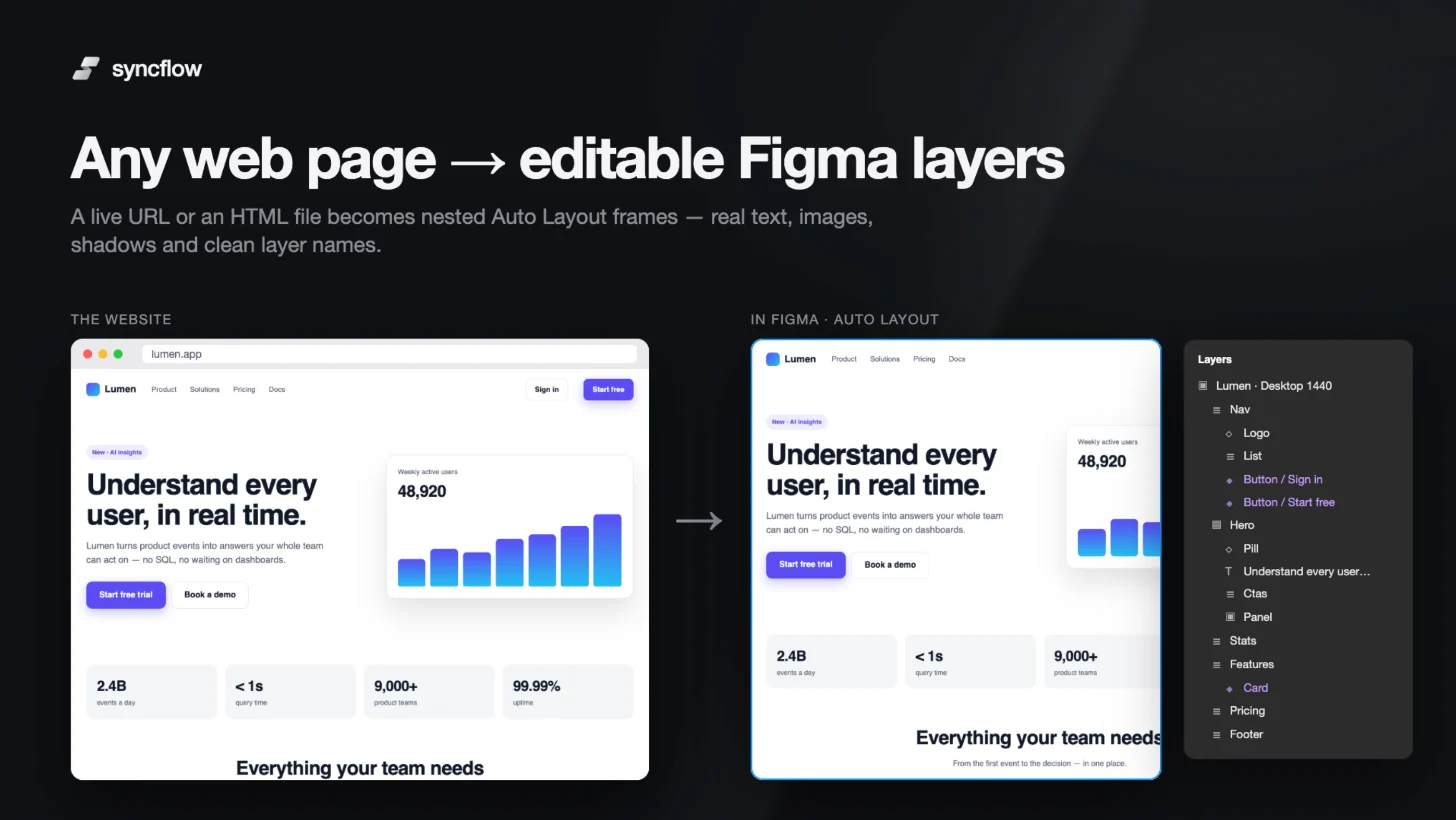 syncflow
Any web page → editable Figma layers
A live URL or an HTML file becomes nested Auto Layout frames — real text, images,
shadows and clean layer names.
THE WEBSITE
lumen.app
Lumen Product Solutions Pricing Docs Sign in Start free
New · AI insights
Understand every
user, in real time.
Lumen turns product events into answers your whole team
can act on — no SQL, no waiting on dashboards.
Start free trial Book a demo
Weekly active users
48,920
2.4B < 1s 9,000+ 99.99%
events a day query time product teams uptime
Everything your team needs
IN FIGMA · AUTO LAYOUT
Lumen Product Solutions Pricing Docs
New · AI insights
Understand every
user, in real time.
Lumen turns product events into answers your whole team
can act on — no SQL, no waiting on dashboards.
Start free trial Book a demo
Weekly active users
48,920
2.4B < 1s 9,000+
events a day query time product teams
Everything your team needs
From the first event to the decision — in one place.
Layers
Lumen · Desktop 1440
Nav
Logo
List
Button / Sign in
Button / Start free
Hero
Pill
T Understand every user…
Ctas
Panel
Stats
Features
Card
Pricing
Footer